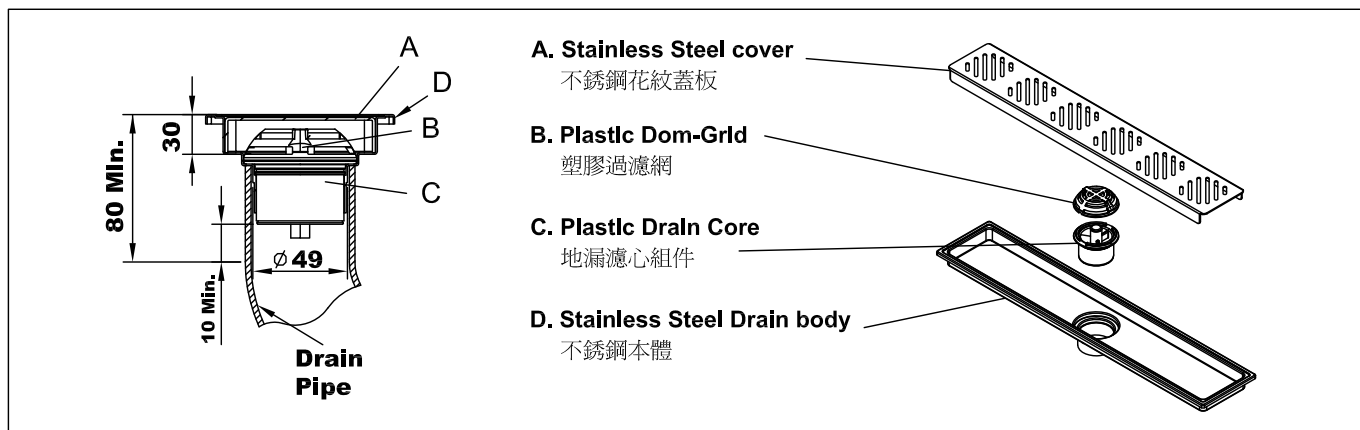 A
D
B
C
30
80 Min.
10 Min.
Ø 49
Drain
Pipe
A. Stainless Steel cover
不銹鋼花紋蓋板
B. Plastic Dom-Grid
塑膠過濾網
C. Plastic Drain Core
地漏濾心組件
D. Stainless Steel Drain body
不銹鋼本體